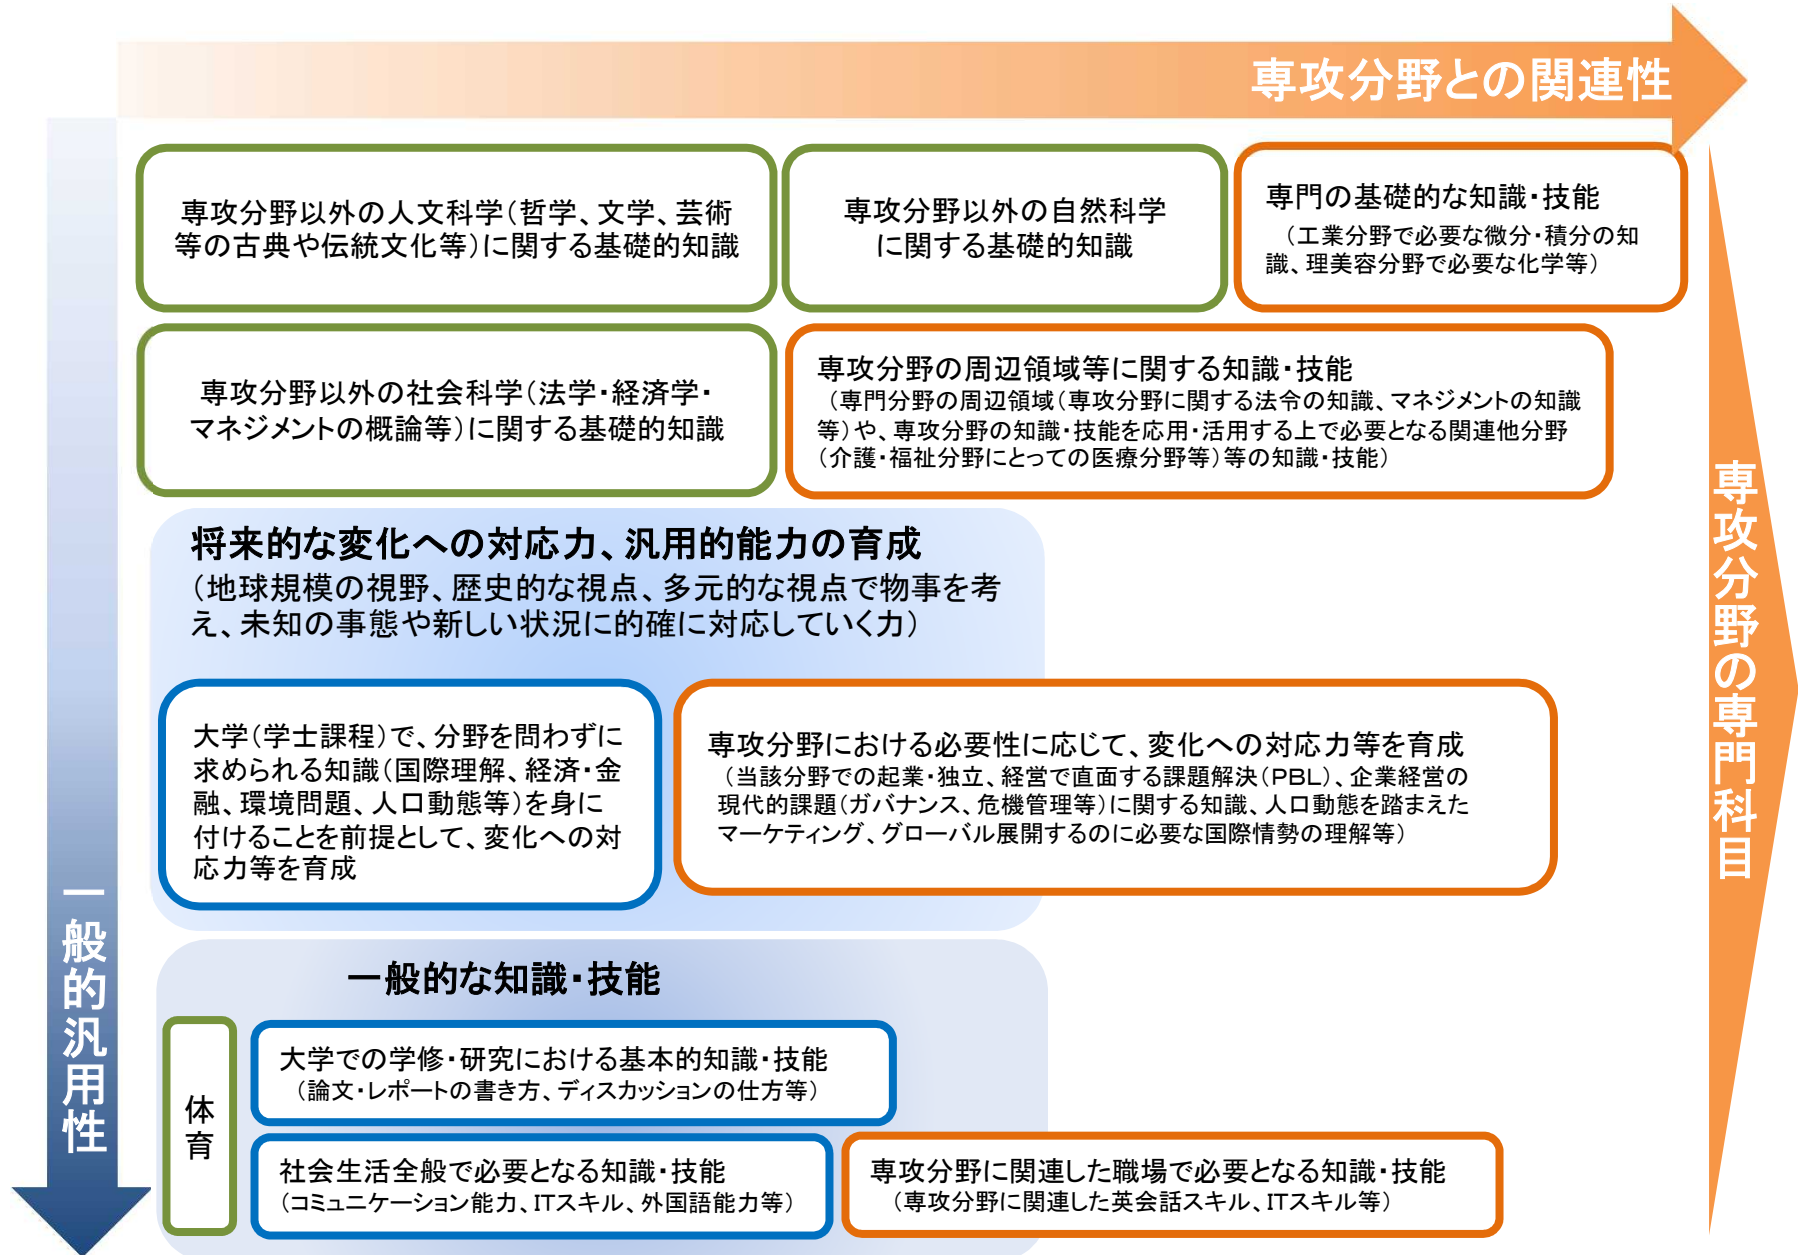 専攻分野との関連性
専攻分野以外の人文科学（哲学、文学、芸術
等の古典や伝統文化等）に関する基礎的知識
専攻分野以外の自然科学
に関する基礎的知識
専門の基礎的な知識・技能
（工業分野で必要な微分・積分の知
識、理美容分野で必要な化学等）
専攻分野以外の社会科学（法学・経済学・
マネジメントの概論等）に関する基礎的知識
専攻分野の周辺領域等に関する知識・技能
（専門分野の周辺領域（専攻分野に関する法令の知識、マネジメントの知識
等）や、専攻分野の知識・技能を応用・活用する上で必要となる関連他分野
（介護・福祉分野にとっての医療分野等）等の知識・技能）
将来的な変化への対応力、汎用的能力の育成
（地球規模の視野、歴史的な視点、多元的な視点で物事を考
え、未知の事態や新しい状況に的確に対応していく力）
大学（学士課程）で、分野を問わずに
求められる知識（国際理解、経済・金
融、環境問題、人口動態等）を身に
付けることを前提として、変化への対
応力等を育成
専攻分野における必要性に応じて、変化への対応力等を育成
（当該分野での起業・独立、経営で直面する課題解決（PBL）、企業経営の
現代的課題（ガバナンス、危機管理等）に関する知識、人口動態を踏まえた
マーケティング、グローバル展開するのに必要な国際情勢の理解等）
一般的な知識・技能
体育
大学での学修・研究における基本的知識・技能
（論文・レポートの書き方、ディスカッションの仕方等）
社会生活全般で必要となる知識・技能
（コミュニケーション能力、ITスキル、外国語能力等）
専攻分野に関連した職場で必要となる知識・技能
（専攻分野に関連した英会話スキル、ITスキル等）
一般的汎用性
専攻分野の専門科目